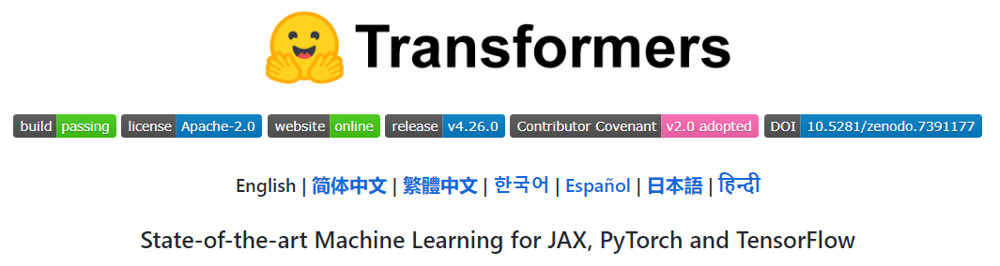 Transformers
build passing license Apache-2.0 website online release v4.26.0 Contributor Covenant v2.0 adopted DOI 10.5281/zenodo.7391177
English | 简体中文 | 繁體中文 | 한국어 | Español | 日本語 | हिन्दी
State-of-the-art Machine Learning for JAX, PyTorch and TensorFlow